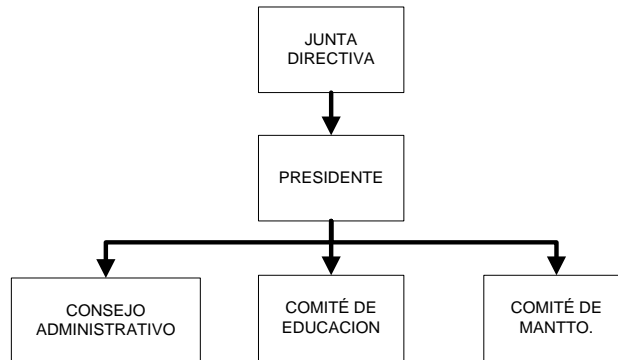 JUNTA
DIRECTIVA
PRESIDENTE
CONSEJO
ADMINISTRATIVO
COMITÉ DE
EDUCACION
COMITÉ DE
MANTTO.